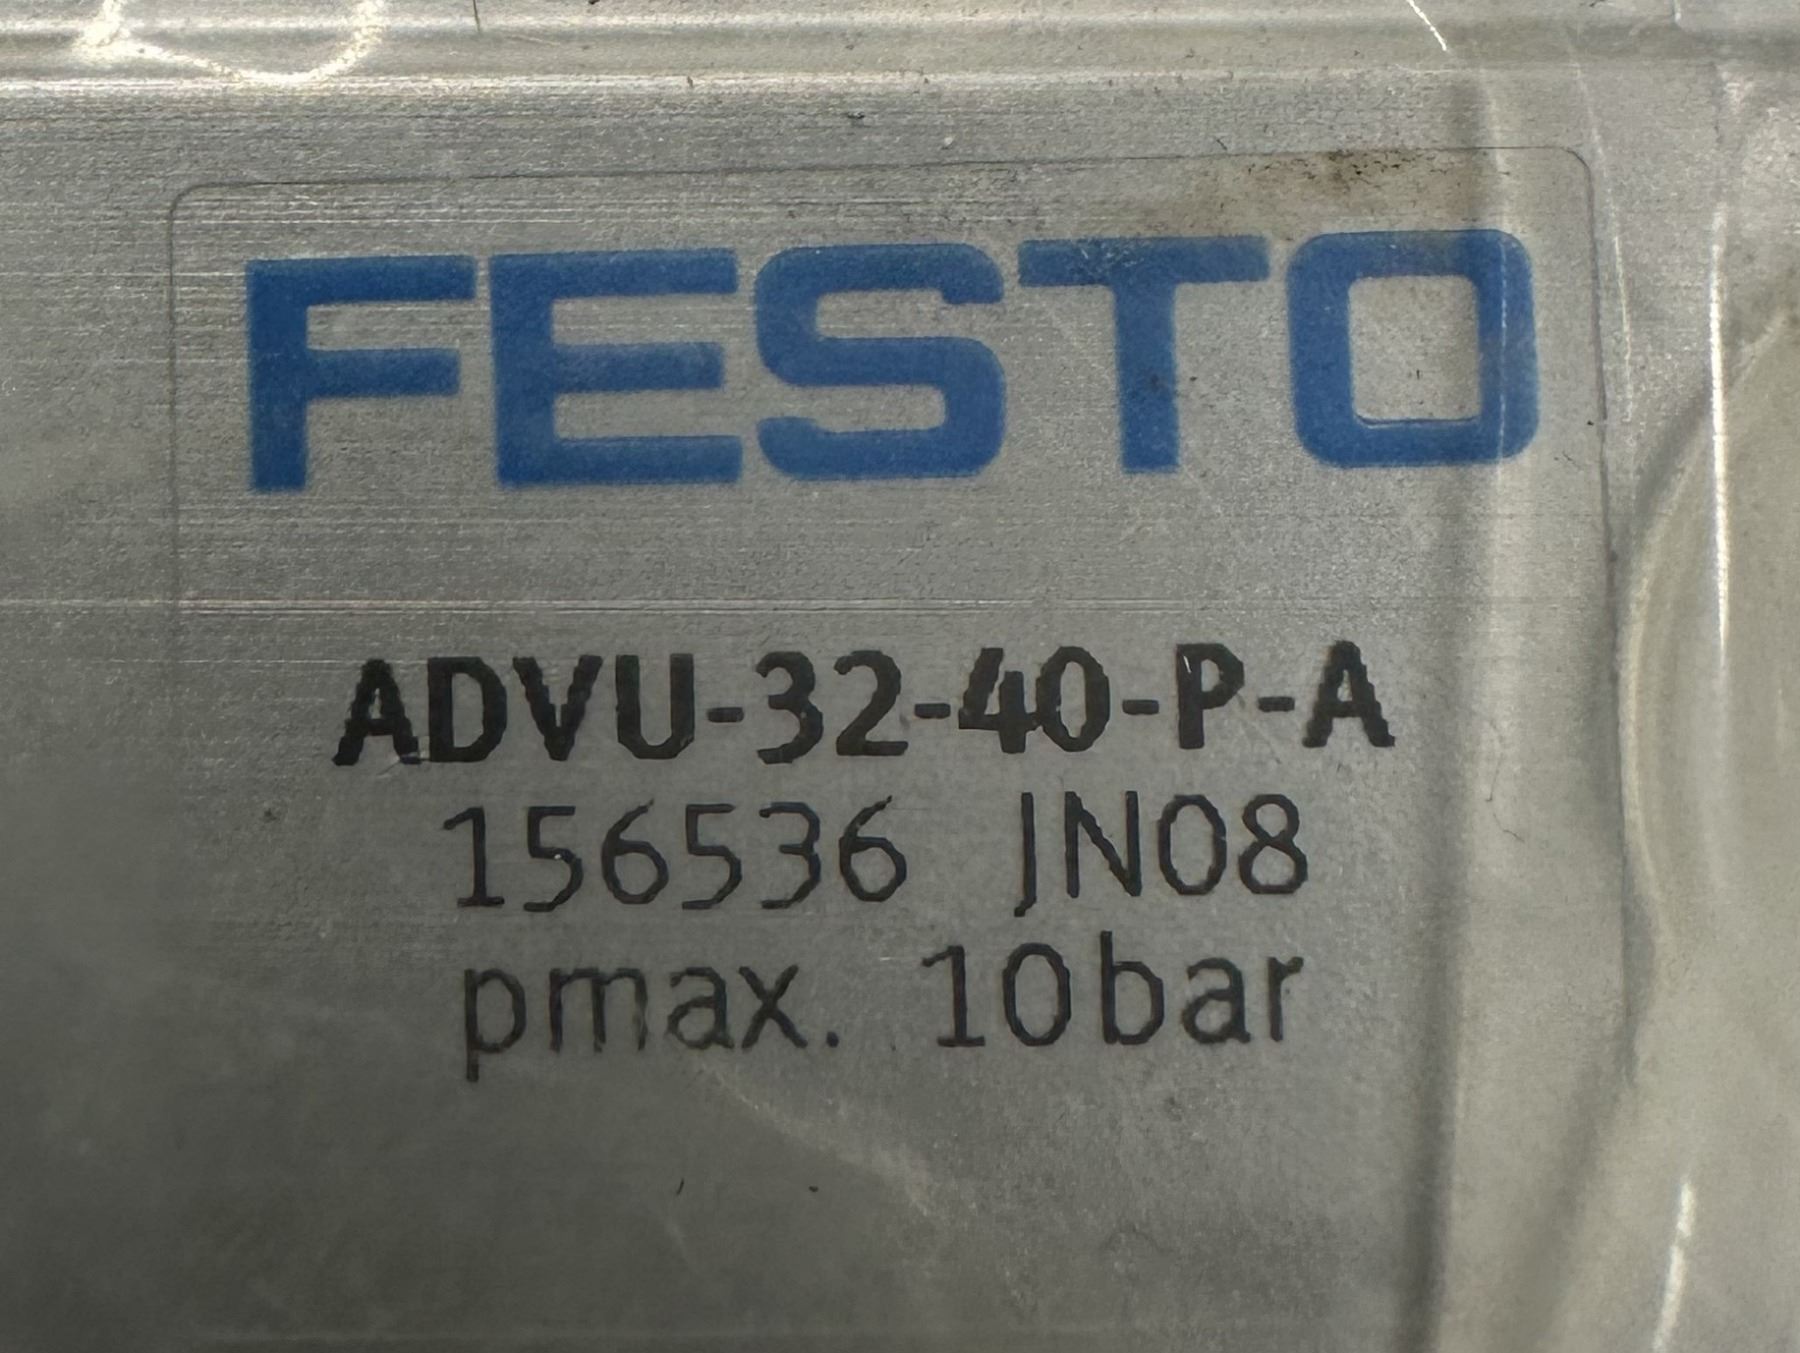 FESTO
ADVU-32-40-P-A
156536 JN08
pmax. 10bar